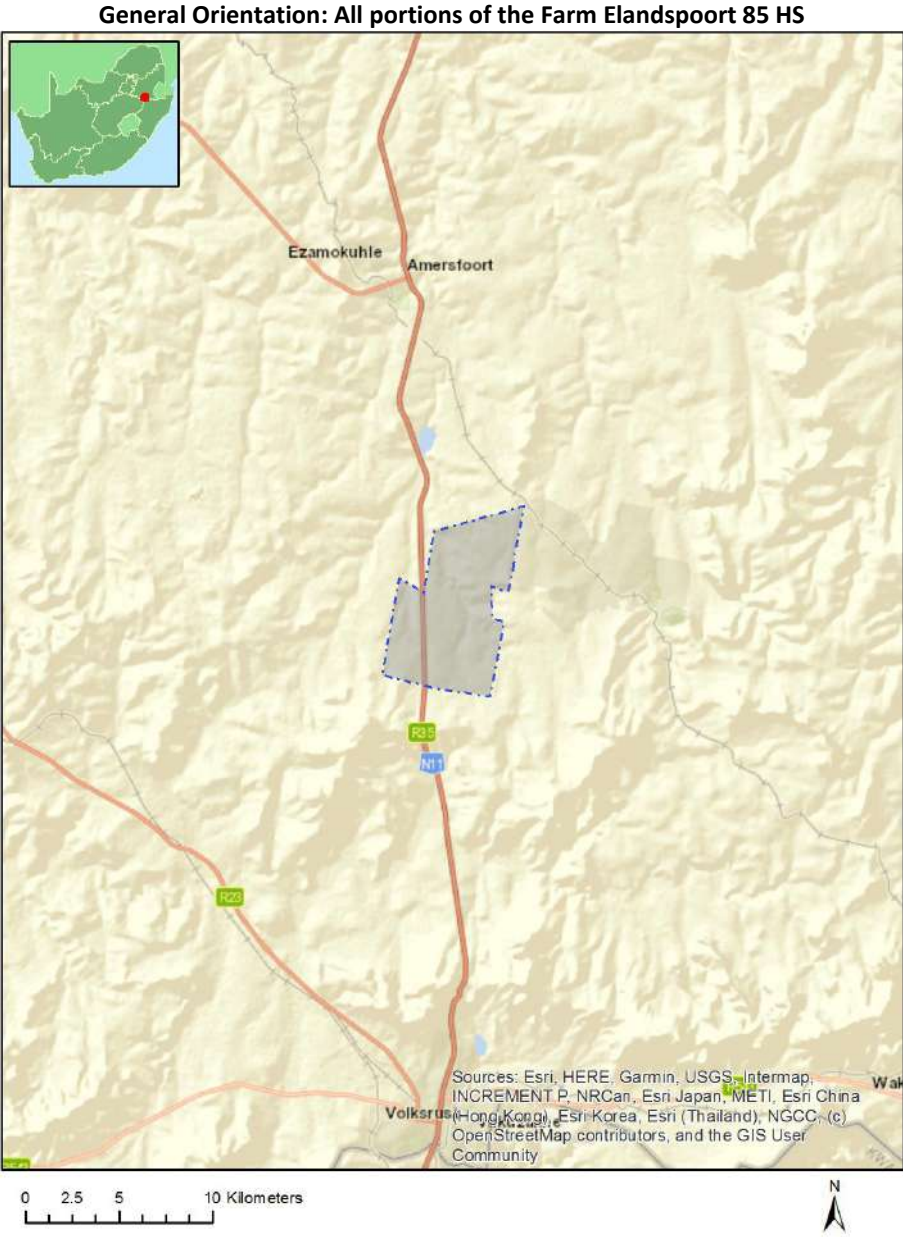 General Orientation: All portions of the Farm Elandspoort 85 HS
Ezamokuhle
Amersfoort
R35
N11
R23
Sources: Esri, HERE, Garmin, USGS, Intermap,
INCREMENT P, NRCan, Esri Japan, METI, Esri China
(Hong Kong), Esri Korea, Esri (Thailand), NGCC, (c)
OpenStreetMap contributors, and the GIS User
Community
Wak
Volksrus
0 2.5 5 10 Kilometers
N